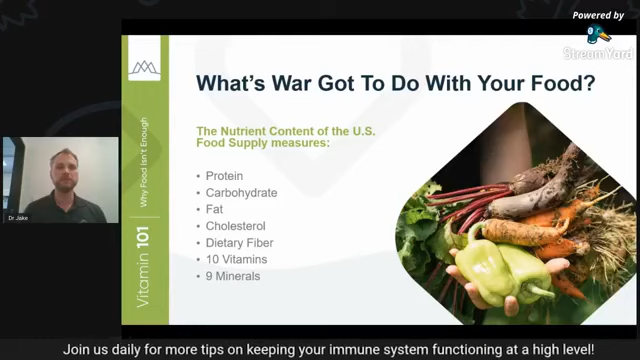 Powered by
StreamYard
What's War Got To Do With Your Food?
The Nutrient Content of the U.S.
Food Supply measures:
• Protein
• Carbohydrate
• Fat
• Cholesterol
• Dietary Fiber
• 10 Vitamins
• 9 Minerals
Vitamin 101
Why Food Isn't Enough
Dr Jake
Join us daily for more tips on keeping your immune system functioning at a high level!